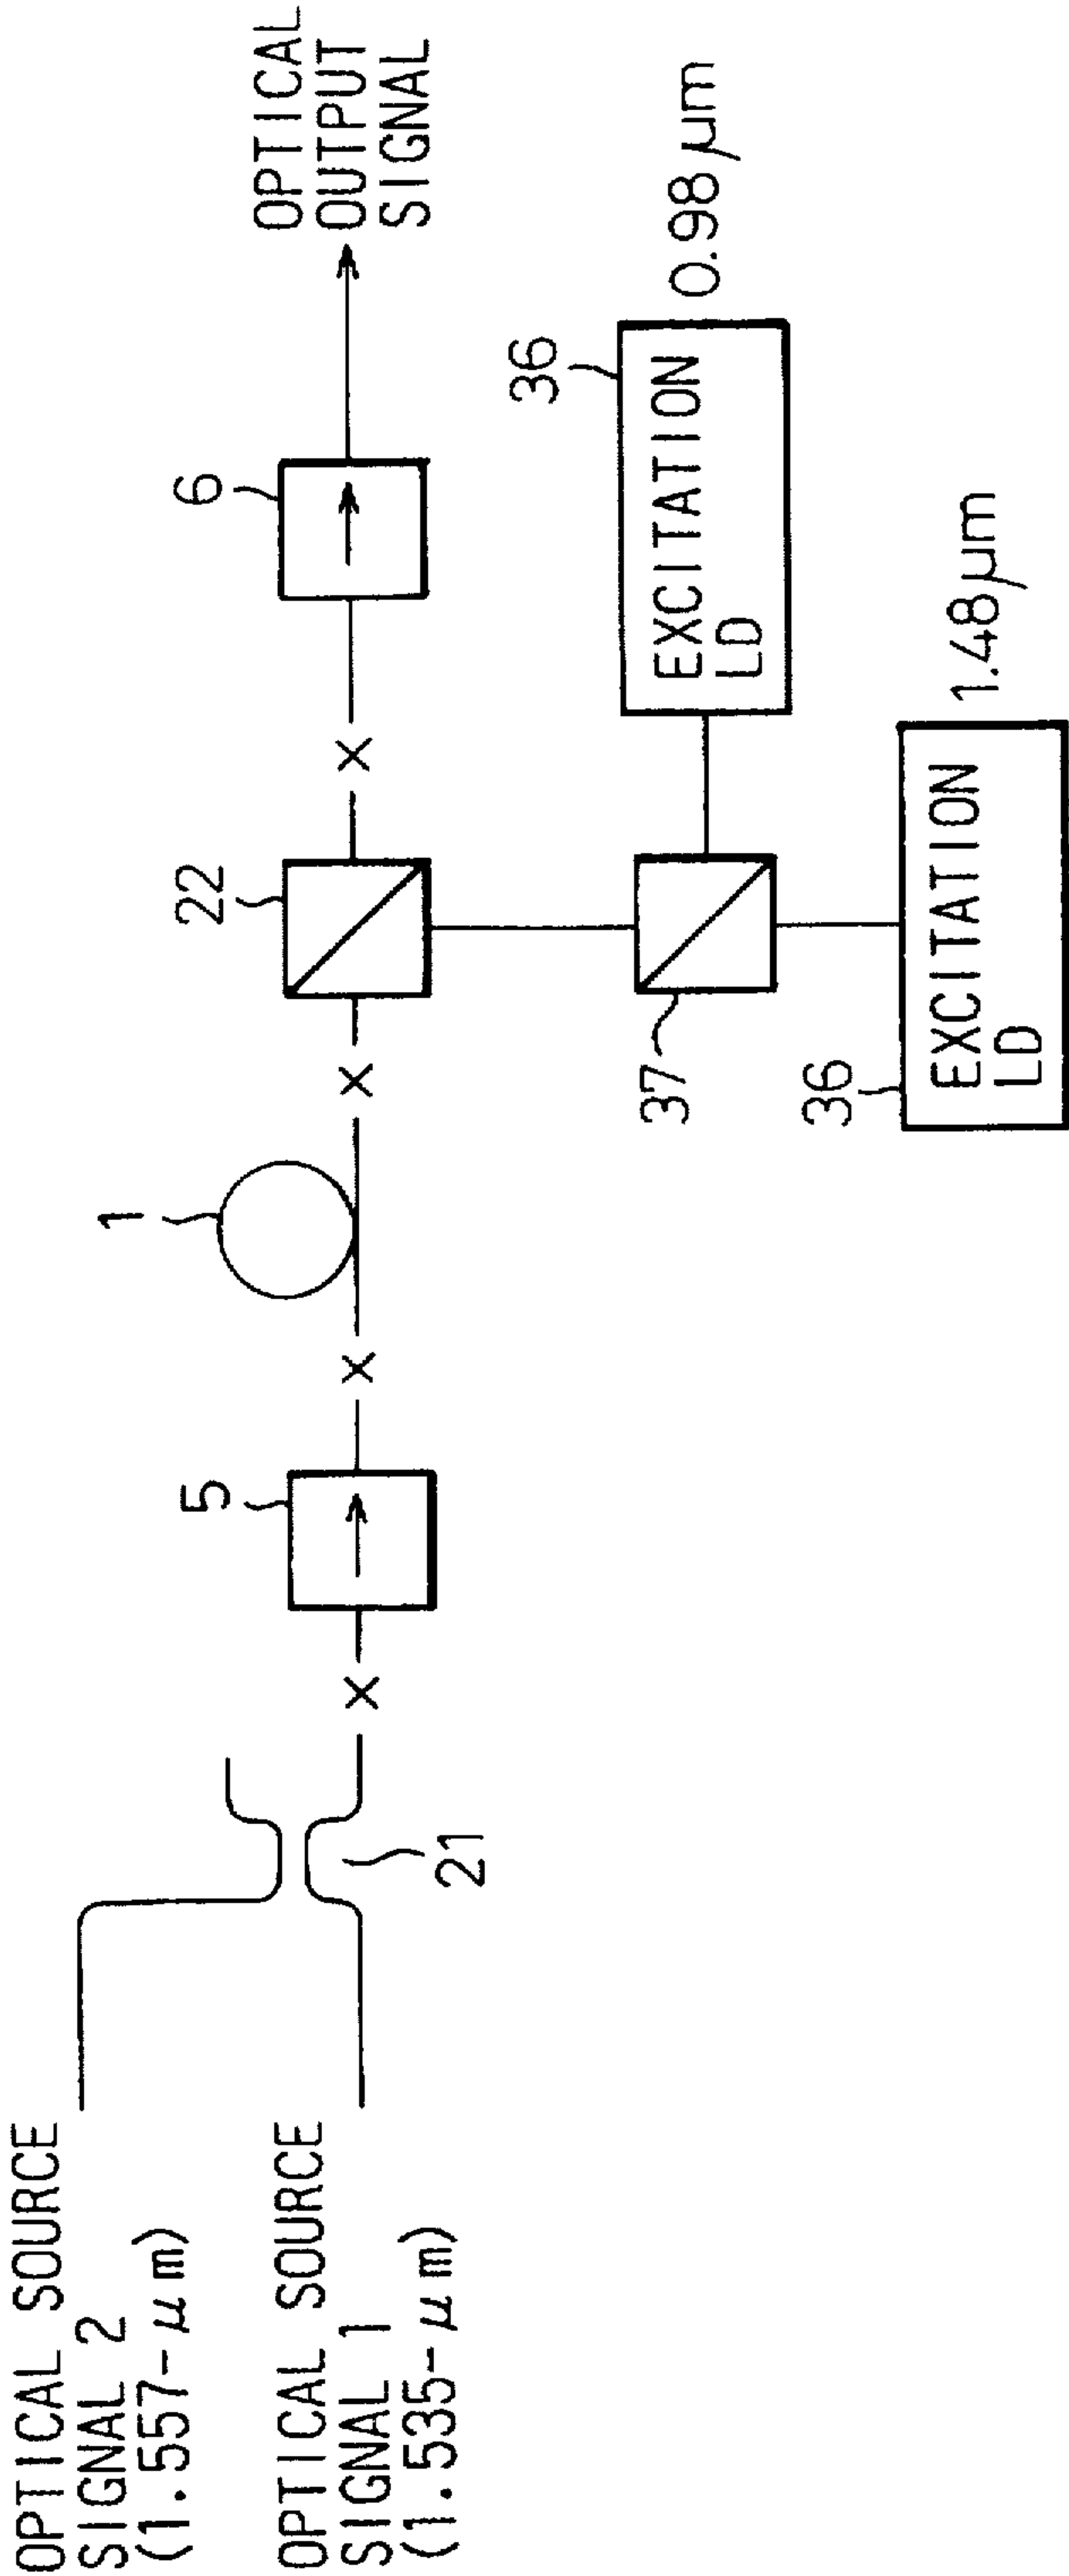 OPTICAL SOURCE
SIGNAL 2
(1.557-μm)
OPTICAL SOURCE
SIGNAL 1
(1.535-μm)
21
x
5
x
1
x
22
x
6
OPTICAL
OUTPUT
SIGNAL
37
36
EXCITATION
LD
0.98μm
36
EXCITATION
LD
1.48μm